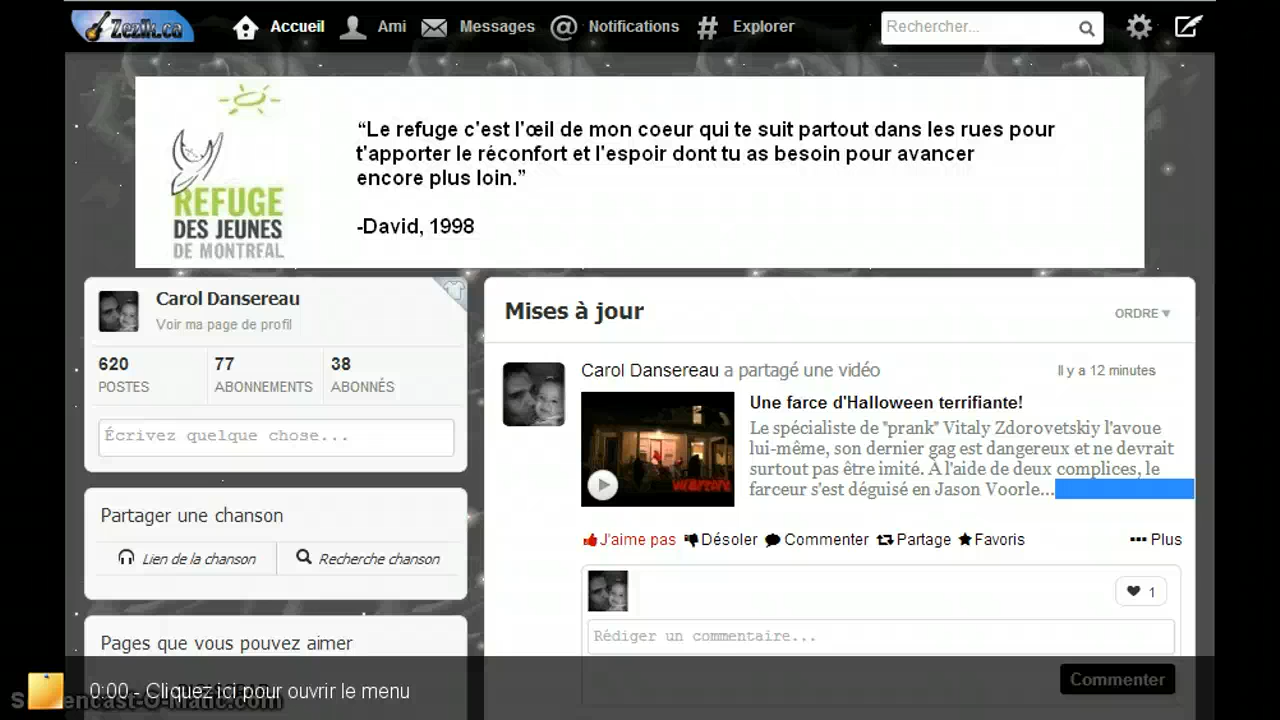 Zezik.ca
Accueil
Ami
Messages
Notifications
Explorer
Rechercher...
“Le refuge c'est l'œil de mon coeur qui te suit partout dans les rues pour
t'apporter le réconfort et l'espoir dont tu as besoin pour avancer
encore plus loin.”
-David, 1998
REFUGE
DES JEUNES
DE MONTRÉAL
Carol Dansereau
Voir ma page de profil
620
POSTES
77
ABONNEMENTS
38
ABONNÉS
Écrivez quelque chose...
Partager une chanson
Lien de la chanson
Recherche chanson
Pages que vous pouvez aimer
Mises à jour
ORDRE
Carol Dansereau a partagé une vidéo
Il y a 12 minutes
Une farce d'Halloween terrifiante!
Le spécialiste de "prank" Vitaly Zdorovetskiy l'avoue
lui-même, son dernier gag est dangereux et ne devrait
surtout pas être imité. À l'aide de deux complices, le
farceur s'est déguisé en Jason Voorle...
J'aime pas
Désoler
Commenter
Partage
Favoris
Plus
1
Rédiger un commentaire...
Commenter
0:00 - Cliquez ici pour ouvrir le menu